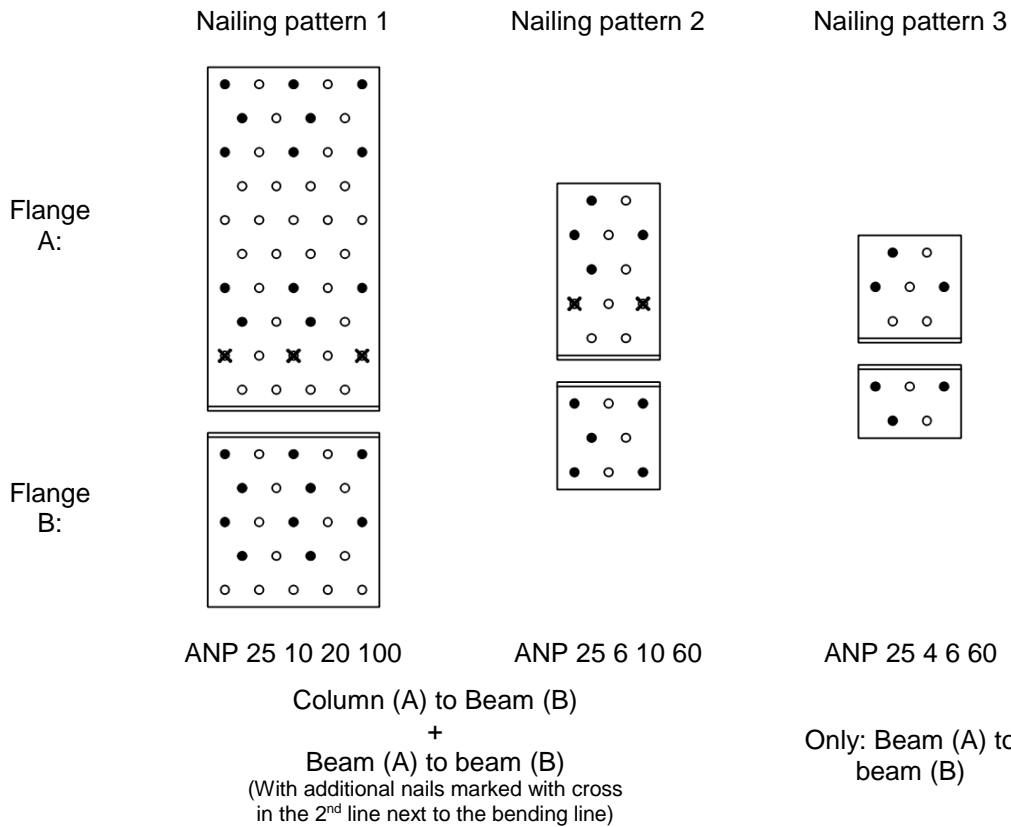 Nailing pattern 1
Nailing pattern 2
Nailing pattern 3
Flange
A:
Flange
B:
ANP 25 10 20 100
ANP 25 6 10 60
ANP 25 4 6 60
Column (A) to Beam (B)
+
Beam (A) to beam (B)
(With additional nails marked with cross
in the 2nd line next to the bending line)
Only: Beam (A) to
beam (B)